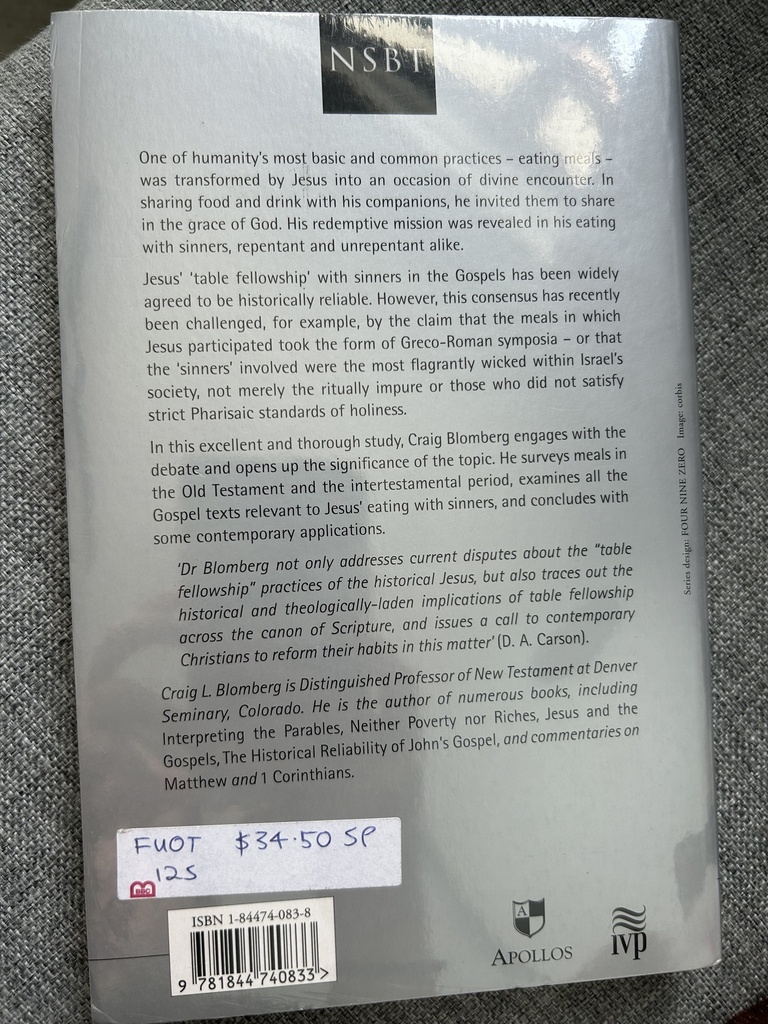 NSBT
One of humanity's most basic and common practices – eating meals –
was transformed by Jesus into an occasion of divine encounter. In
sharing food and drink with his companions, he invited them to share
in the grace of God. His redemptive mission was revealed in his eating
with sinners, repentant and unrepentant alike.
Jesus' 'table fellowship' with sinners in the Gospels has been widely
agreed to be historically reliable. However, this consensus has recently
been challenged, for example, by the claim that the meals in which
Jesus participated took the form of Greco-Roman symposia – or that
the 'sinners' involved were the most flagrantly wicked within Israel's
society, not merely the ritually impure or those who did not satisfy
strict Pharisaic standards of holiness.
In this excellent and thorough study, Craig Blomberg engages with the
debate and opens up the significance of the topic. He surveys meals in
the Old Testament and the intertestamental period, examines all the
Gospel texts relevant to Jesus' eating with sinners, and concludes with
some contemporary applications.
'Dr Blomberg not only addresses current disputes about the "table
fellowship" practices of the historical Jesus, but also traces out the
historical and theologically-laden implications of table fellowship
across the canon of Scripture, and issues a call to contemporary
Christians to reform their habits in this matter' (D. A. Carson).
Craig L. Blomberg is Distinguished Professor of New Testament at Denver
Seminary, Colorado. He is the author of numerous books, including
Interpreting the Parables, Neither Poverty nor Riches, Jesus and the
Gospels, The Historical Reliability of John's Gospel, and commentaries on
Matthew and 1 Corinthians.
Series design: FOUR NINE ZERO Image: corbis
FUOT $34.50 SP
125
ISBN 1-84474-083-8
9 781844 740833 >
A
APOLLOS
ivp